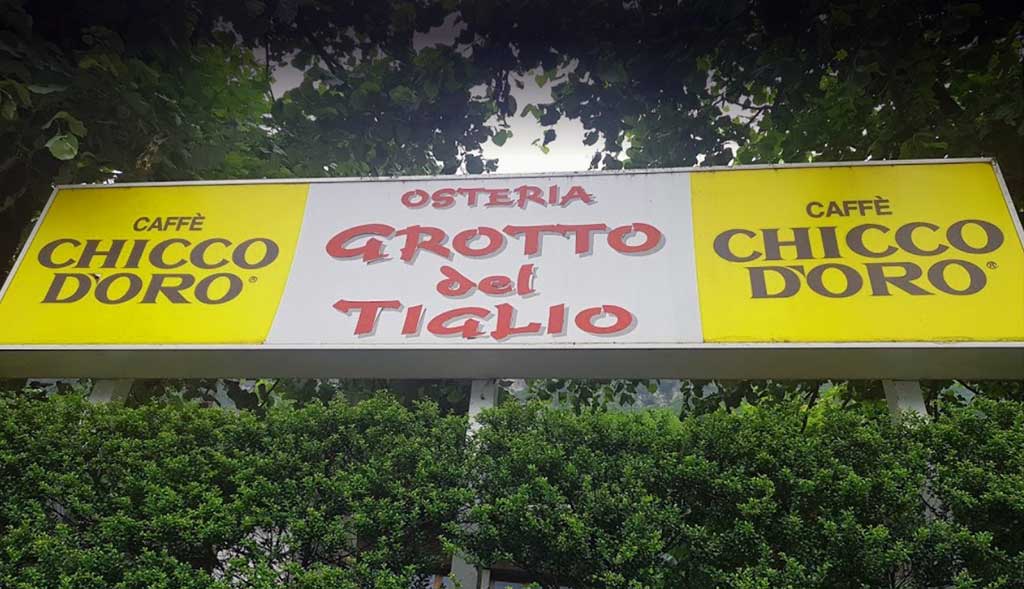 CAFFÈ
CHICCO
D'ORO®
OSTERIA
GROTTO
del
TIGLIO
CAFFÈ
CHICCO
D'ORO®